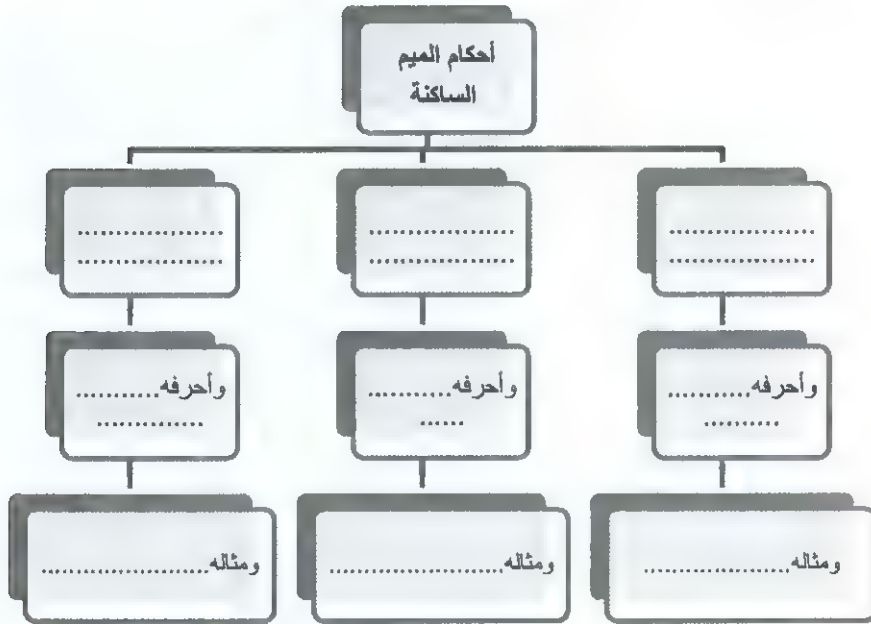 أحكام الميم
الساكنة
..................
..................
..................
..................
..................
..................
وأحرفه...........
..........
وأحرفه...........
......
وأحرفه............
..............
ومثاله.....................
ومثاله.........................
ومثاله........................